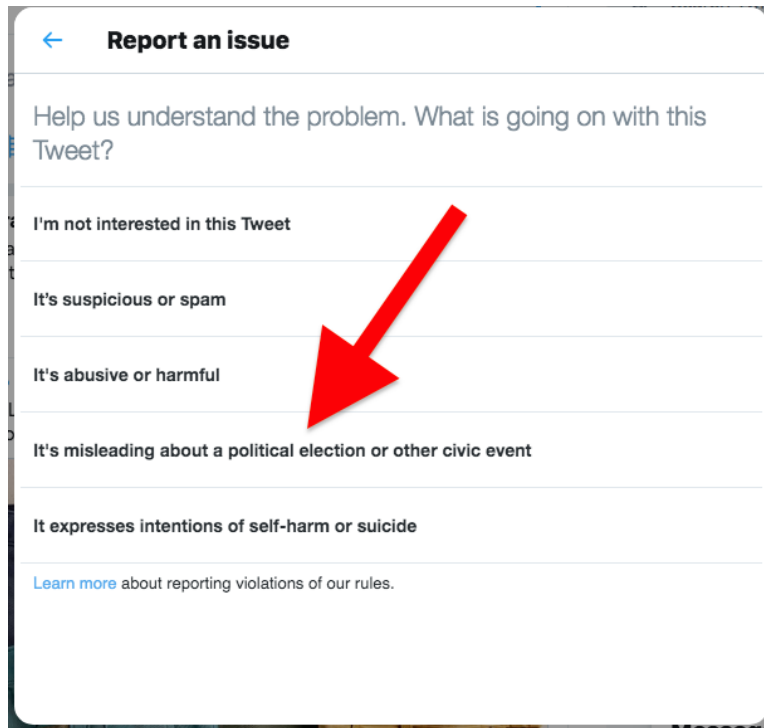 Report an issue
Help us understand the problem. What is going on with this
Tweet?
I'm not interested in this Tweet
It's suspicious or spam
It's abusive or harmful
It's misleading about a political election or other civic event
It expresses intentions of self-harm or suicide
Learn more about reporting violations of our rules.